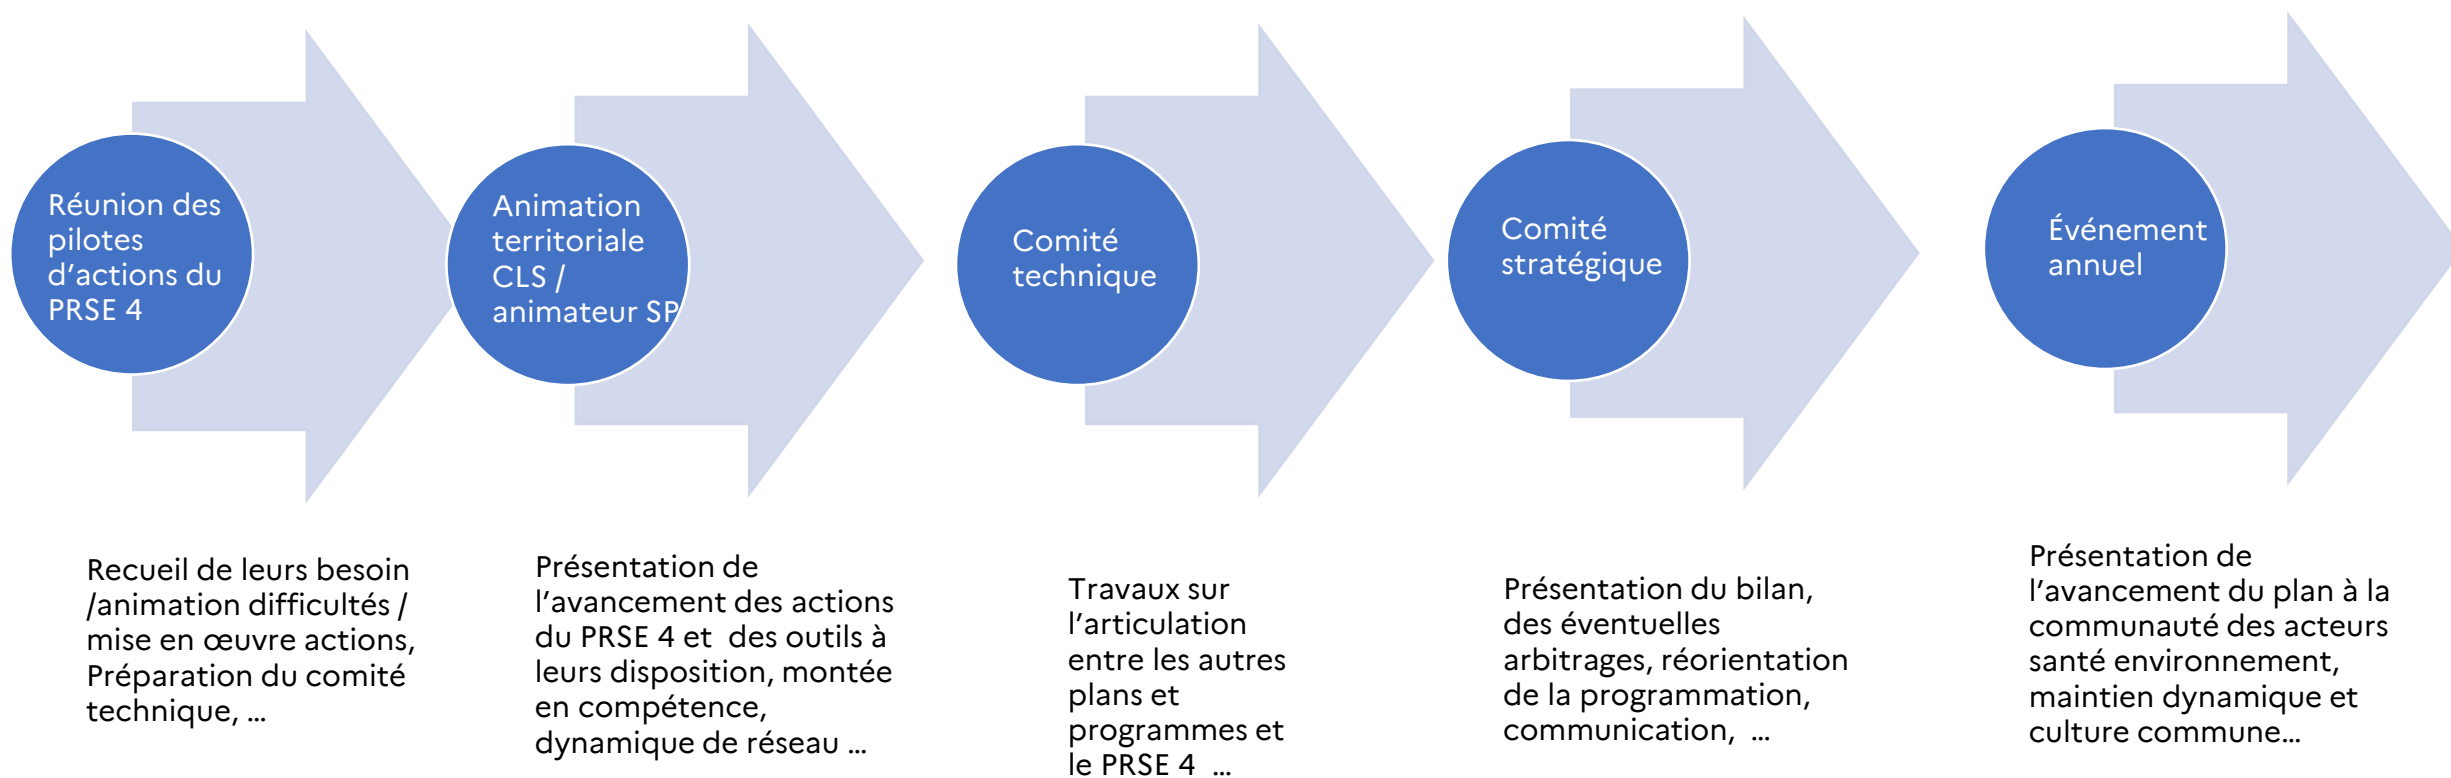 Réunion des
pilotes
d’actions du
PRSE 4
Animation
territoriale
CLS /
animateur SP
Comité
technique
Comité
stratégique
Événement
annuel
Recueil de leurs besoin
/animation difficultés /
mise en œuvre actions,
Préparation du comité
technique, …
Présentation de
l’avancement des actions
du PRSE 4 et  des outils à
leurs disposition, montée
en compétence,
dynamique de réseau …
Travaux sur
l’articulation
entre les autres
plans et
programmes et
le PRSE 4  …
Présentation du bilan,
des éventuelles
arbitrages, réorientation
de la programmation,
communication,  …
Présentation de
l’avancement du plan à la
communauté des acteurs
santé environnement,
maintien dynamique et
culture commune…